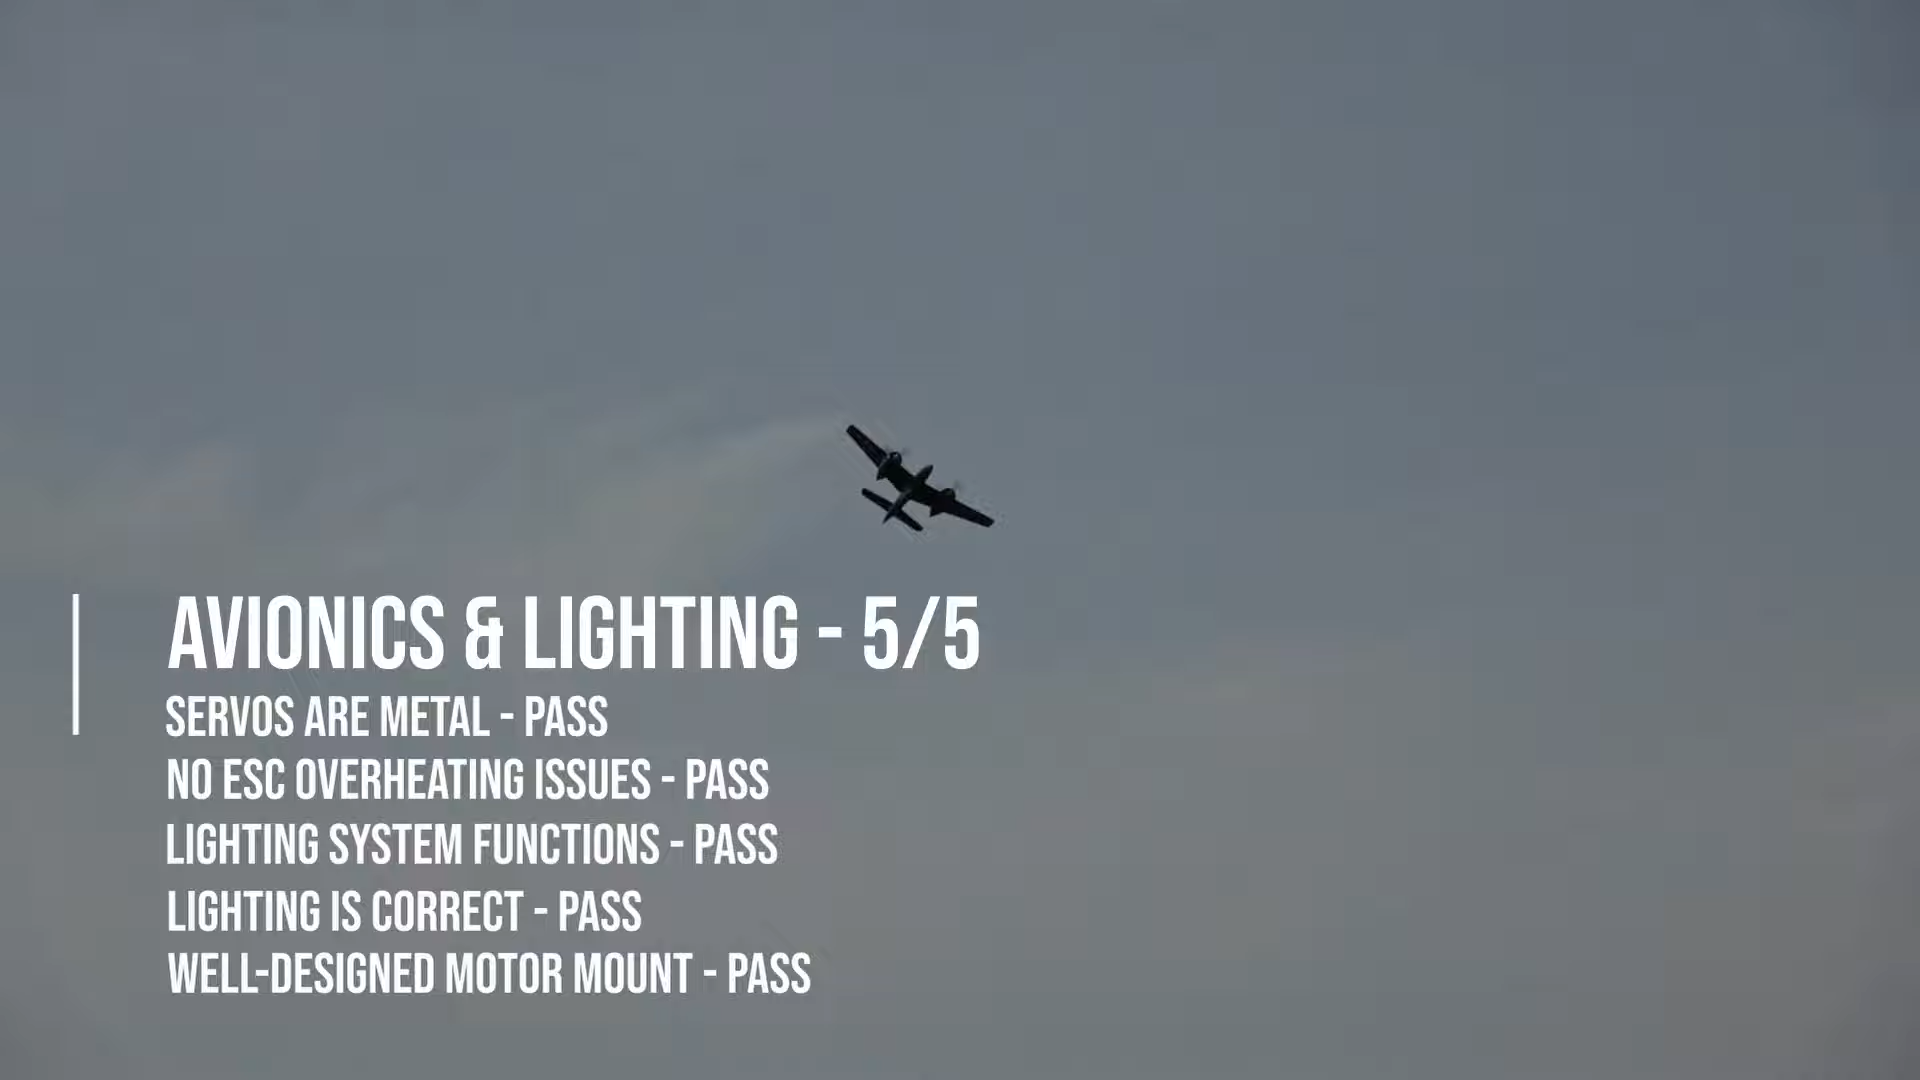 AVIONICS & LIGHTING - 5/5
SERVOS ARE METAL - PASS
NO ESC OVERHEATING ISSUES - PASS
LIGHTING SYSTEM FUNCTIONS - PASS
LIGHTING IS CORRECT - PASS
WELL-DESIGNED MOTOR MOUNT - PASS